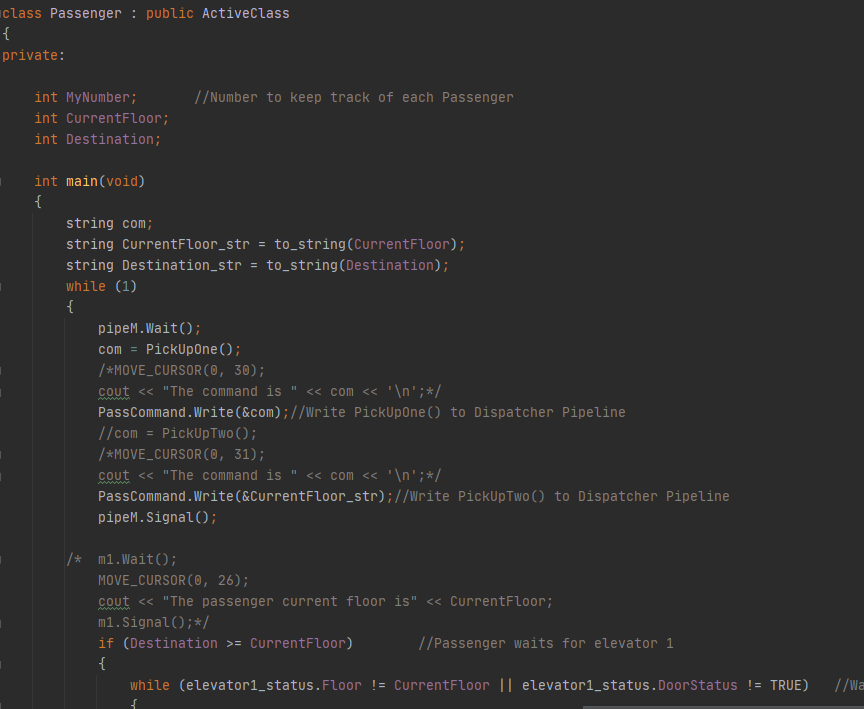 class Passenger : public ActiveClass
{
private:
int MyNumber; //Number to keep track of each Passenger
int CurrentFloor;
int Destination;
int main(void)
{
string com;
string CurrentFloor_str = to_string(CurrentFloor);
string Destination_str = to_string(Destination);
while (1)
{
pipeM.Wait();
com = PickUpOne();
/*MOVE_CURSOR(0, 30);
cout << "The command is " << com << '\n';*/
PassCommand.Write(&com);//Write PickUpOne() to Dispatcher Pipeline
//com = PickUpTwo();
/*MOVE_CURSOR(0, 31);
cout << "The command is " << com << '\n';*/
PassCommand.Write(&CurrentFloor_str);//Write PickUpTwo() to Dispatcher Pipeline
pipeM.Signal();
/* m1.Wait();
MOVE_CURSOR(0, 26);
cout << "The passenger current floor is" << CurrentFloor;
m1.Signal();*/
if (Destination >= CurrentFloor) //Passenger waits for elevator 1
{
while (elevator1_status.Floor != CurrentFloor || elevator1_status.DoorStatus != TRUE) //Wa
{